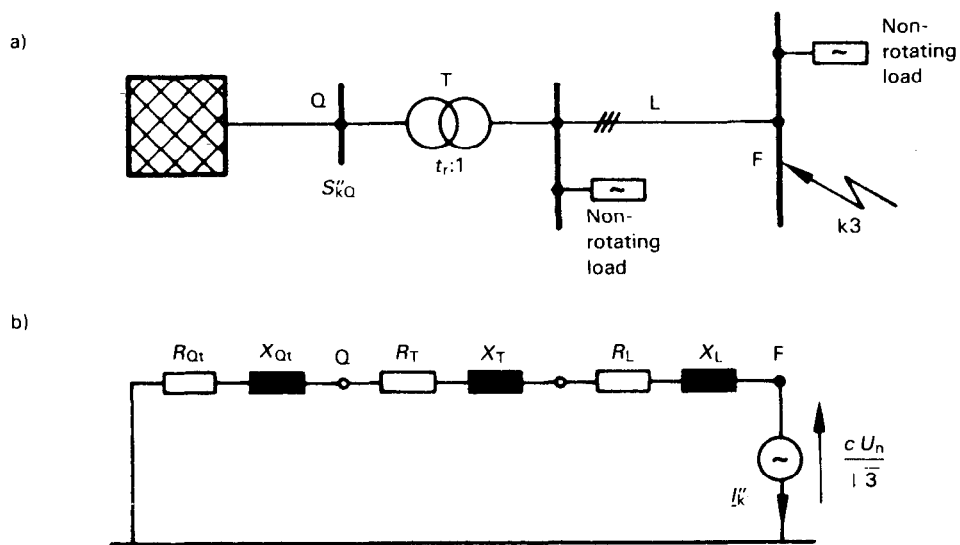 a)
Non-
rotating
load
Q
T
L
F
S″kQ
tr:1
k3
Non-
rotating
load
b)
RQt
XQt
Q
RT
XT
RL
XL
F
~
I″k
c Un
√3